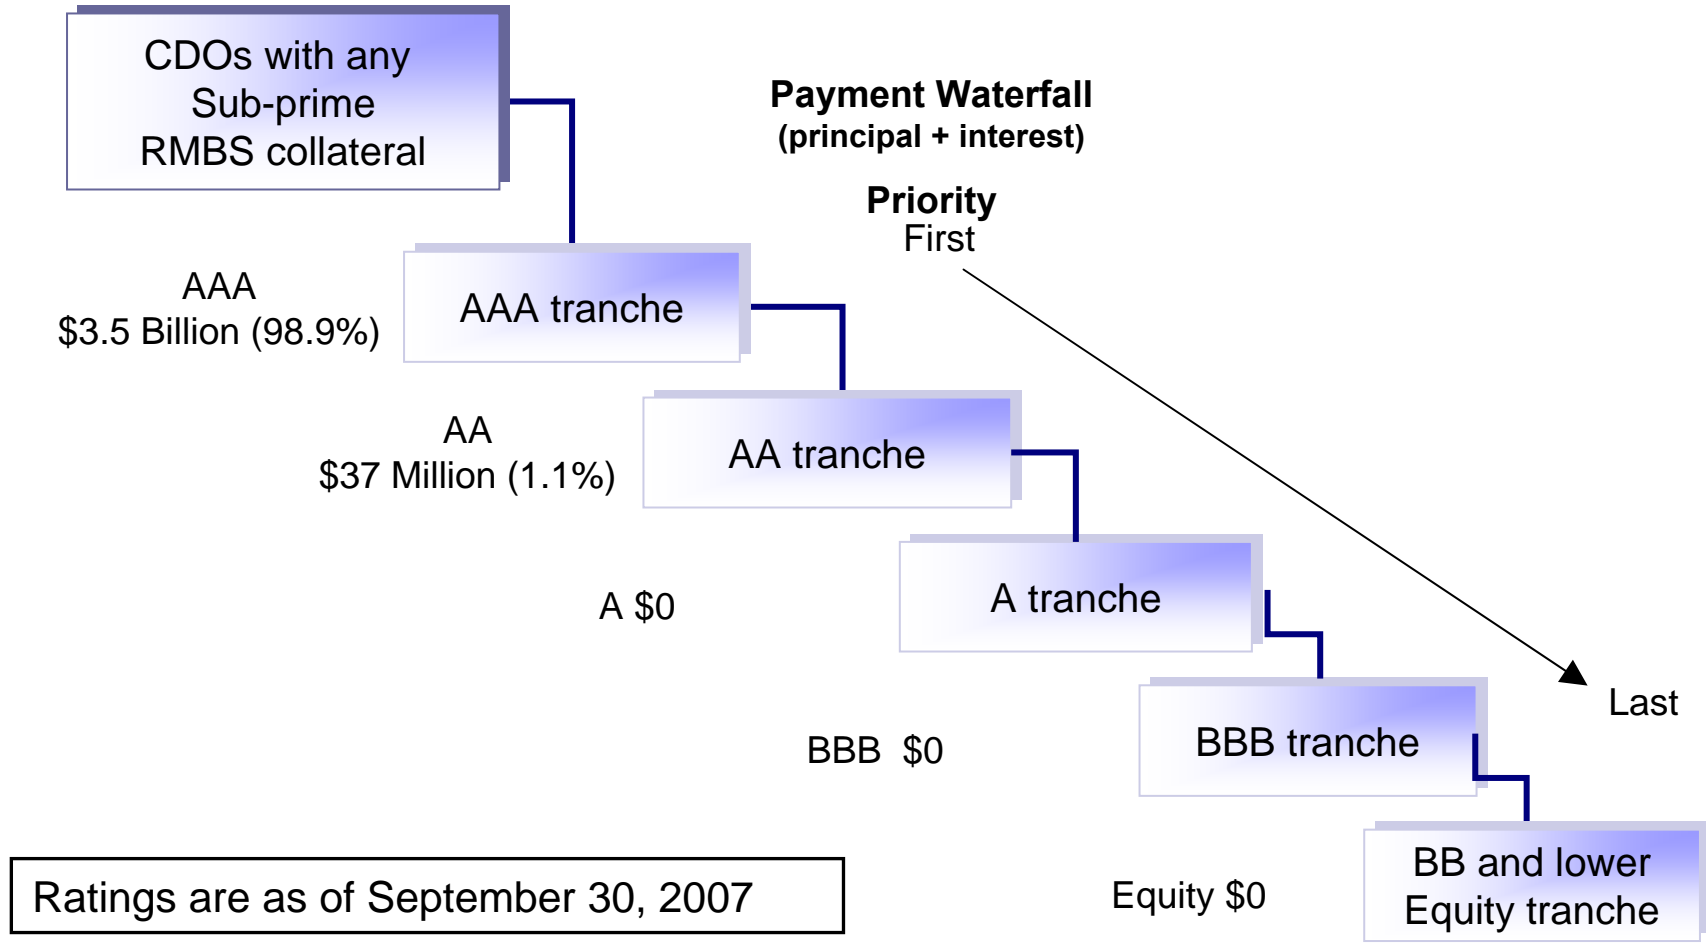 CDOs with any
Sub-prime
RMBS collateral
Payment Waterfall
(principal + interest)
Priority
First
AAA
$3.5 Billion (98.9%)
AAA tranche
AA
$37 Million (1.1%)
AA tranche
A $0
A tranche
Last
BBB $0
BBB tranche
Equity $0
BB and lower
Equity tranche
Ratings are as of September 30, 2007